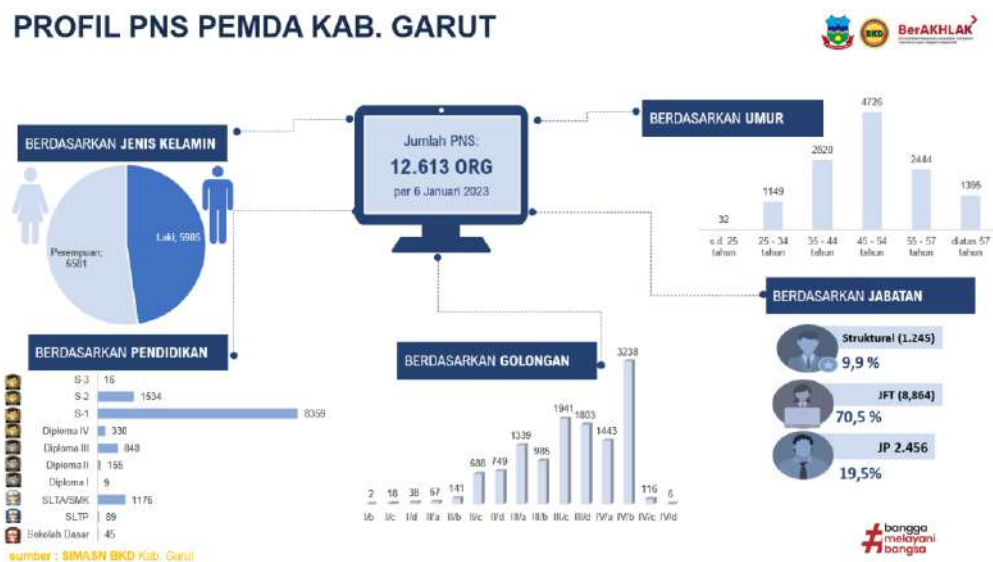 PROFIL PNS PEMDA KAB. GARUT
BKD
BerAKHLAK
BERDASARKAN JENIS KELAMIN
Perempuan;
6581
Laki; 5985
Jumlah PNS:
12.613 ORG
per 6 Januari 2023
BERDASARKAN UMUR
32
1149
2820
4726
2444
1395
s.d. 25 tahun
25 - 34 tahun
35 - 44 tahun
45 - 54 tahun
55 - 57 tahun
diatas 57 tahun
BERDASARKAN PENDIDIKAN
S-3 16
S-2 1534
S-1 8359
Diploma IV 330
Diploma III 848
Diploma II 155
Diploma I 9
SLTA/SMK 1176
SLTP 89
Sekolah Dasar 45
sumber : SIMASN BKD Kab. Garut
BERDASARKAN GOLONGAN
2 18 38 67 141 688 749 1339 985 1941 1803 1443 3238 116 6
I/b I/c I/d II/a II/b II/c II/d III/a III/b III/c III/d IV/a IV/b IV/c IV/d
BERDASARKAN JABATAN
Struktural (1.245)
9,9 %
JFT (8,864)
70,5 %
JP 2.456
19,5%
#bangga
melayani
bangsa